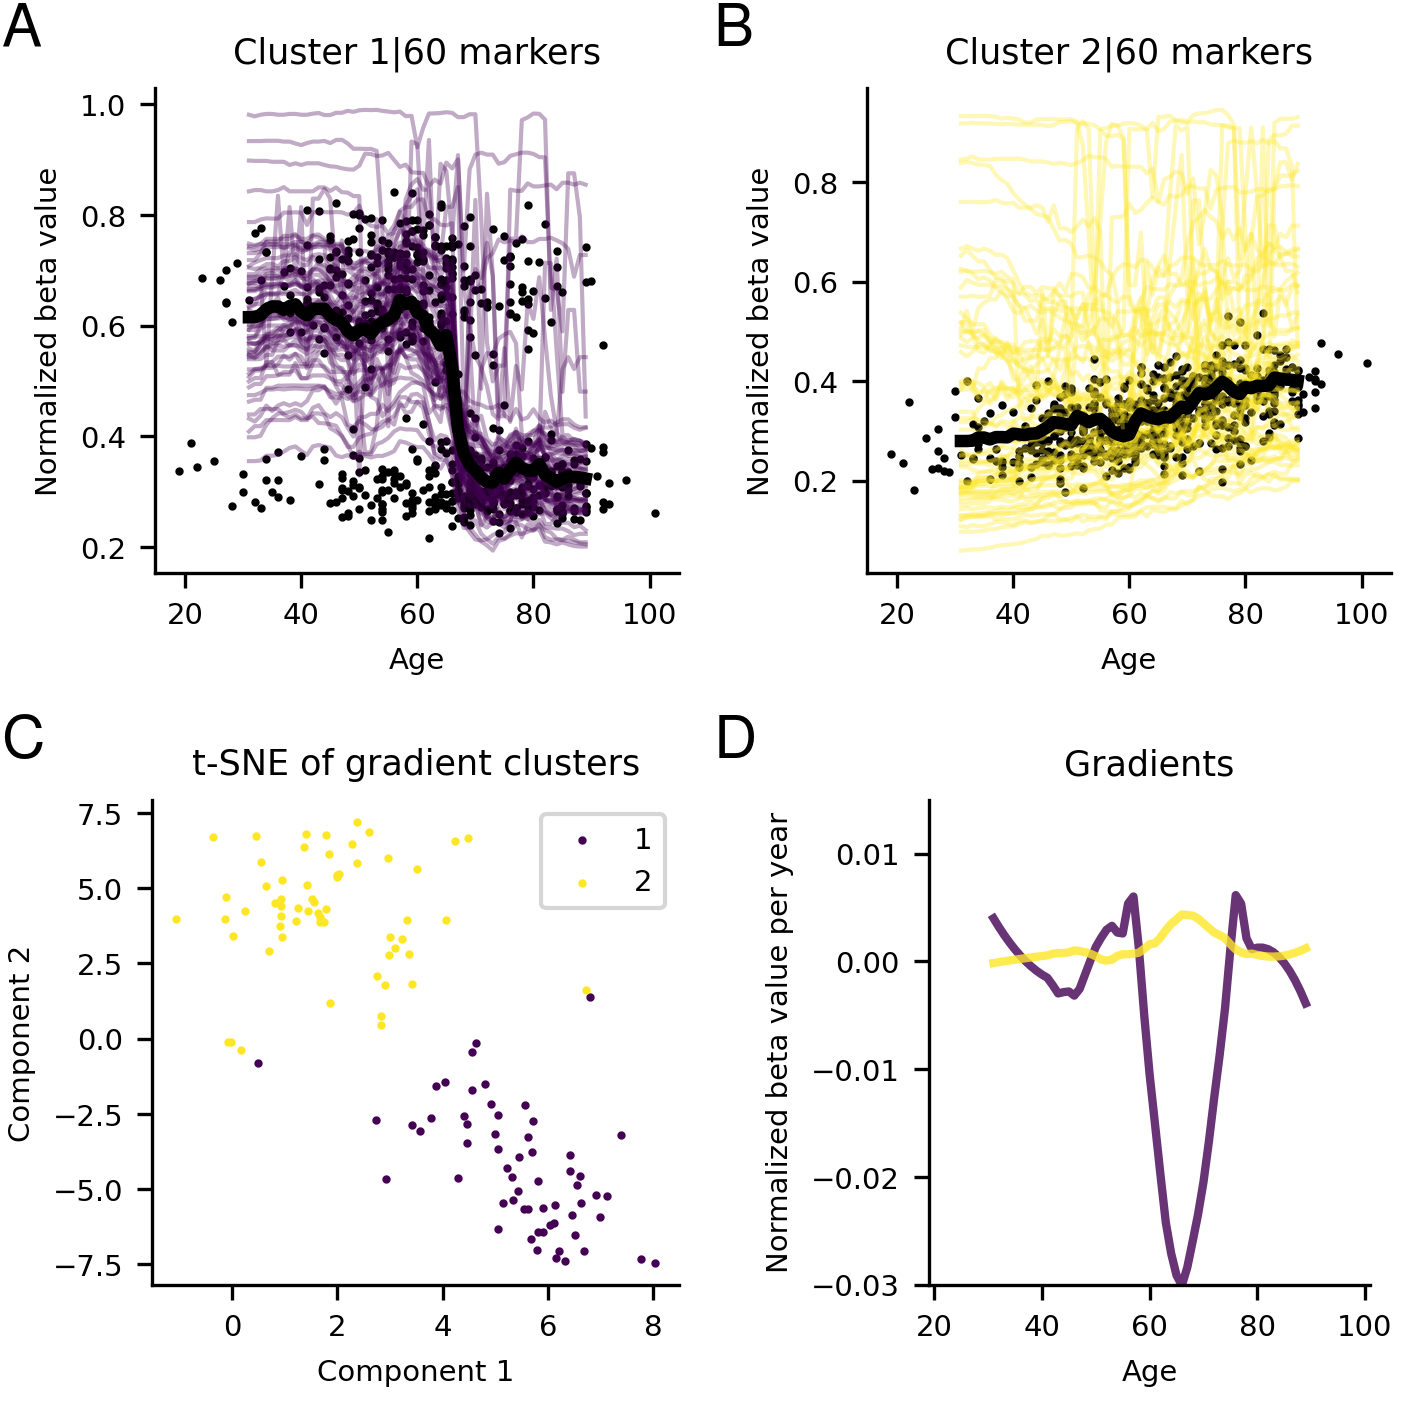 A
Cluster 1|60 markers
Normalized beta value
1.0
0.8
0.6
0.4
0.2
20 40 60 80 100
Age
B
Cluster 2|60 markers
Normalized beta value
0.8
0.6
0.4
0.2
20 40 60 80 100
Age
C
t-SNE of gradient clusters
Component 2
7.5
5.0
2.5
0.0
−2.5
−5.0
−7.5
1
2
0 2 4 6 8
Component 1
D
Gradients
Normalized beta value per year
0.01
0.00
−0.01
−0.02
−0.03
20 40 60 80 100
Age